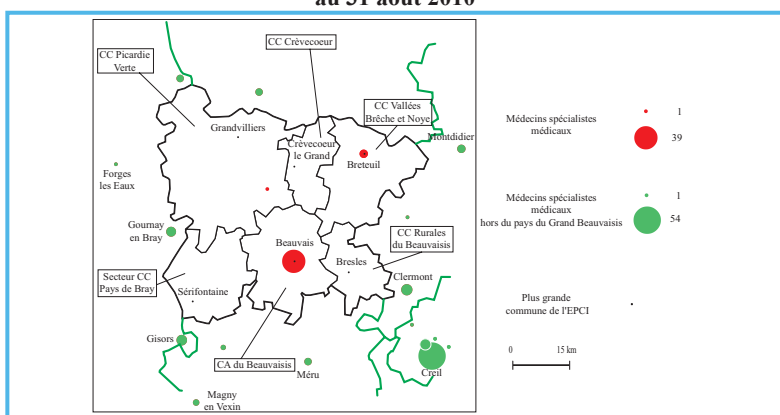 au 31 août 2010
CC Crèvecoeur
CC Picardie
Verte
CC Vallées
Brêche et Noye
Grandvilliers
Crèvecoeur
le Grand
Breteuil
Montdidier
Forges
les Eaux
Gournay
en Bray
Beauvais
CC Rurales
du Beauvaisis
Bresles
Secteur CC
Pays de Bray
Sérifontaine
Clermont
Gisors
CA du Beauvaisis
Méru
Creil
Magny
en Vexin
Médecins spécialistes
médicaux
1
39
Médecins spécialistes
médicaux
hors du pays du Grand Beauvaisis
1
54
Plus grande
commune de l'EPCI
0 15 km